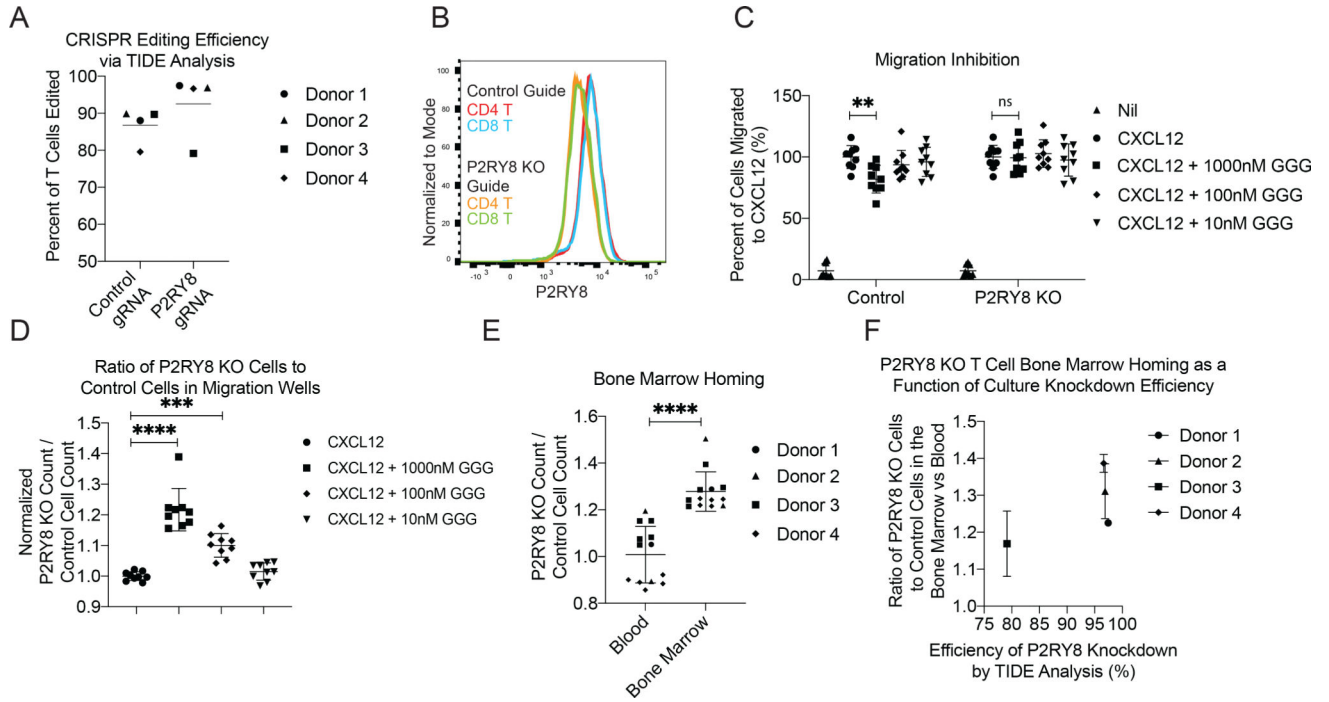 A
CRISPR Editing Efficiency
via TIDE Analysis
Percent of T Cells Edited
100
90
80
70
60
50
Control
gRNA
P2RY8
gRNA
Donor 1
Donor 2
Donor 3
Donor 4
B
Normalized to Mode
100
80
60
40
20
0
Control Guide
CD4 T
CD8 T
P2RY8 KO
Guide
CD4 T
CD8 T
-10³
0
10³
10⁴
10⁵
P2RY8
C
Migration Inhibition
Percent of Cells Migrated
to CXCL12 (%)
150
100
50
0
**
ns
Control
P2RY8 KO
Nil
CXCL12
CXCL12 + 1000nM GGG
CXCL12 + 100nM GGG
CXCL12 + 10nM GGG
D
Ratio of P2RY8 KO Cells to
Control Cells in Migration Wells
Normalized
P2RY8 KO Count /
Control Cell Count
1.5
1.4
1.3
1.2
1.1
1.0
0.9
***
****
CXCL12
CXCL12 + 1000nM GGG
CXCL12 + 100nM GGG
CXCL12 + 10nM GGG
E
Bone Marrow Homing
P2RY8 KO Count /
Control Cell Count
1.6
1.4
1.2
1.0
0.8
****
Blood
Bone Marrow
Donor 1
Donor 2
Donor 3
Donor 4
F
P2RY8 KO T Cell Bone Marrow Homing as a
Function of Culture Knockdown Efficiency
Ratio of P2RY8 KO Cells
to Control Cells in the
Bone Marrow vs Blood
1.5
1.4
1.3
1.2
1.1
1.0
75 80 85 90 95 100
Efficiency of P2RY8 Knockdown
by TIDE Analysis (%)
Donor 1
Donor 2
Donor 3
Donor 4